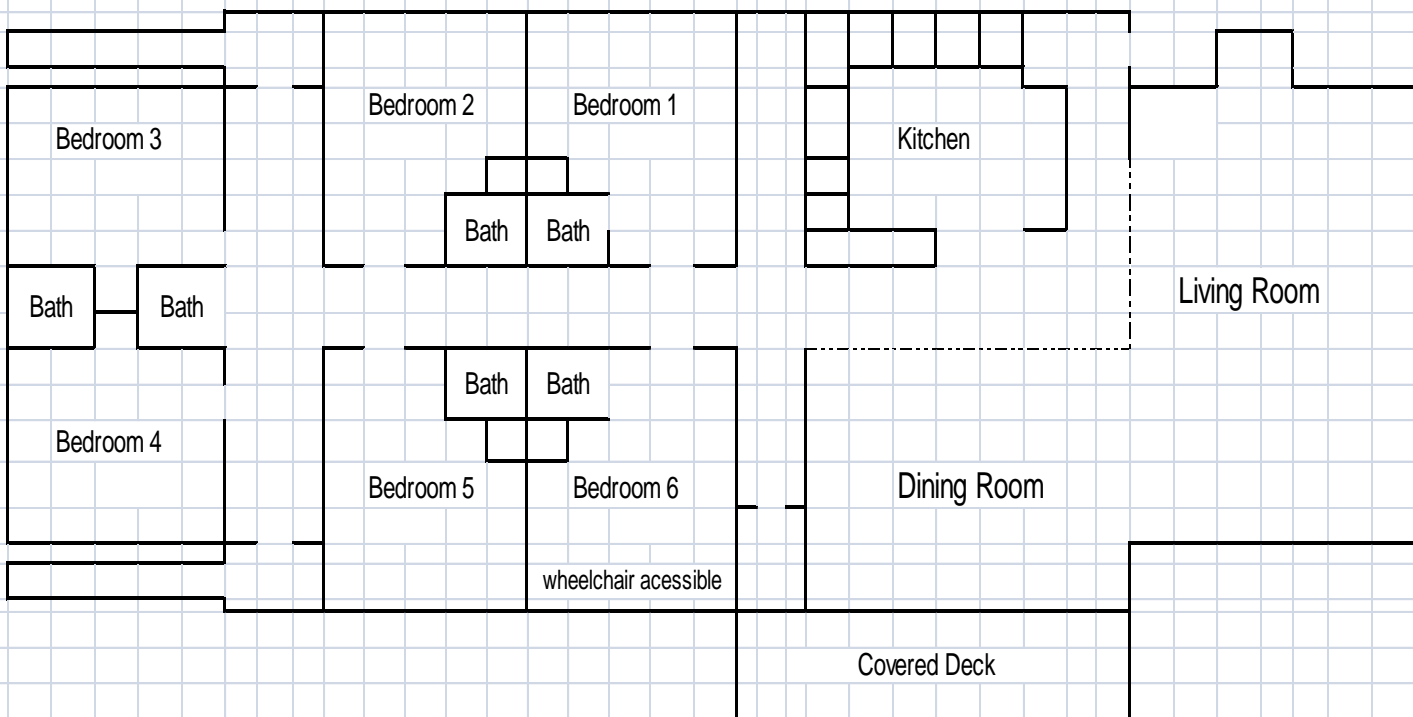 Bedroom 2
Bedroom 1
Bedroom 3
Kitchen
Bath
Bath
Living Room
Bath
Bath
Bath
Bath
Bedroom 4
Bedroom 5
Bedroom 6
Dining Room
wheelchair acessible
Covered Deck